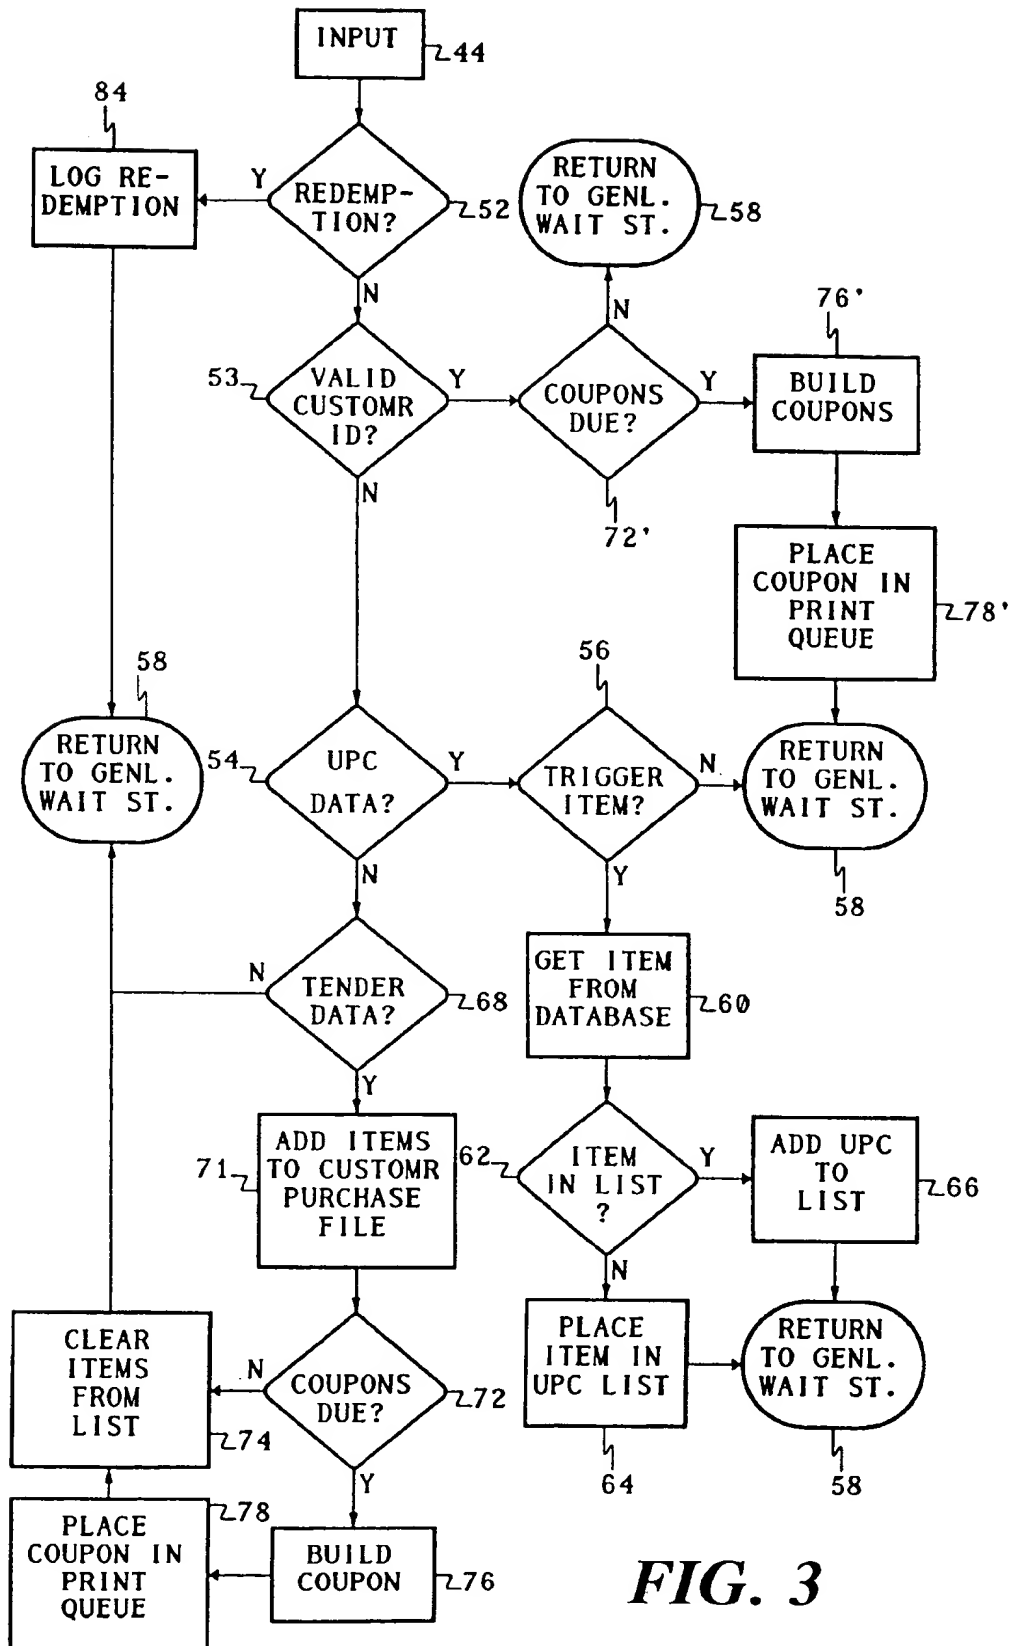 INPUT
44
84
LOG RE-
DEMPTION
Y
REDEMP-
TION?
52
N
RETURN
TO GENL.
WAIT ST.
58
N
76'
53
VALID
CUSTOMR
ID?
Y
N
COUPONS
DUE?
Y
72'
BUILD
COUPONS
PLACE
COUPON IN
PRINT
QUEUE
78'
58
RETURN
TO GENL.
WAIT ST.
54
UPC
DATA?
Y
N
56
TRIGGER
ITEM?
N
Y
RETURN
TO GENL.
WAIT ST.
58
N
TENDER
DATA?
68
Y
GET ITEM
FROM
DATABASE
60
71
ADD ITEMS
TO CUSTOMR
PURCHASE
FILE
62
ITEM
IN LIST
?
Y
N
ADD UPC
TO
LIST
66
CLEAR
ITEMS
FROM
LIST
74
N
COUPONS
DUE?
72
Y
PLACE
ITEM IN
UPC LIST
64
RETURN
TO GENL.
WAIT ST.
58
78
PLACE
COUPON IN
PRINT
QUEUE
BUILD
COUPON
76
FIG. 3